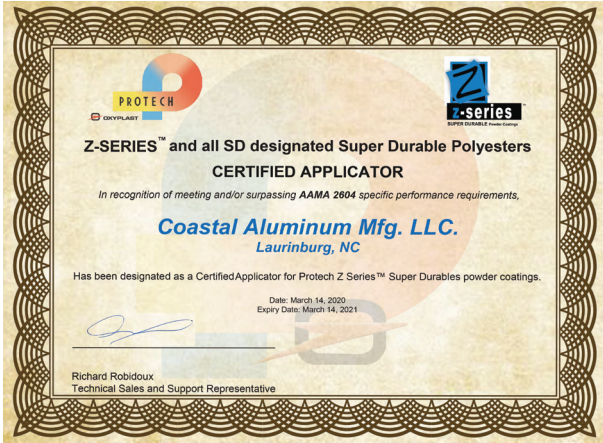 PROTECH
OXYPLAST
Z
z-series™
SUPER DURABLE Powder Coatings
Z-SERIES™ and all SD designated Super Durable Polyesters
CERTIFIED APPLICATOR
In recognition of meeting and/or surpassing AAMA 2604 specific performance requirements,
Coastal Aluminum Mfg. LLC.
Laurinburg, NC
Has been designated as a CertifiedApplicator for Protech Z Series™ Super Durables powder coatings.
Date: March 14, 2020
Expiry Date: March 14, 2021
Richard Robidoux
Technical Sales and Support Representative